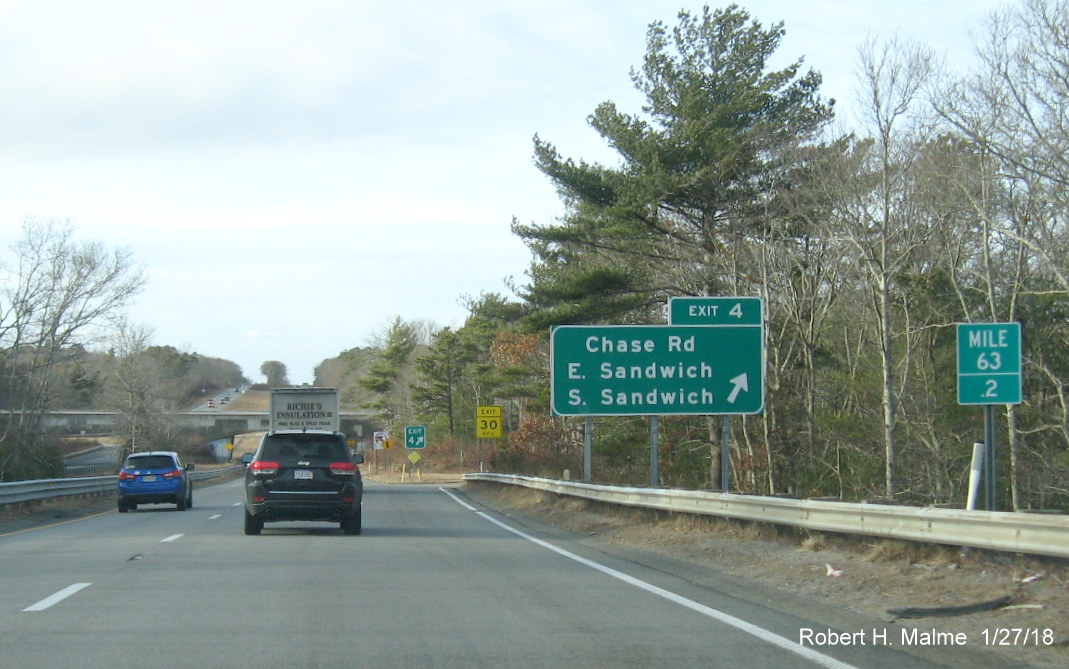 EXIT 4
Chase Rd
E. Sandwich
S. Sandwich
MILE
63
.2
EXIT
30
EXIT
4
RICHIE'S
INSULATION
Robert H. Malme 1/27/18